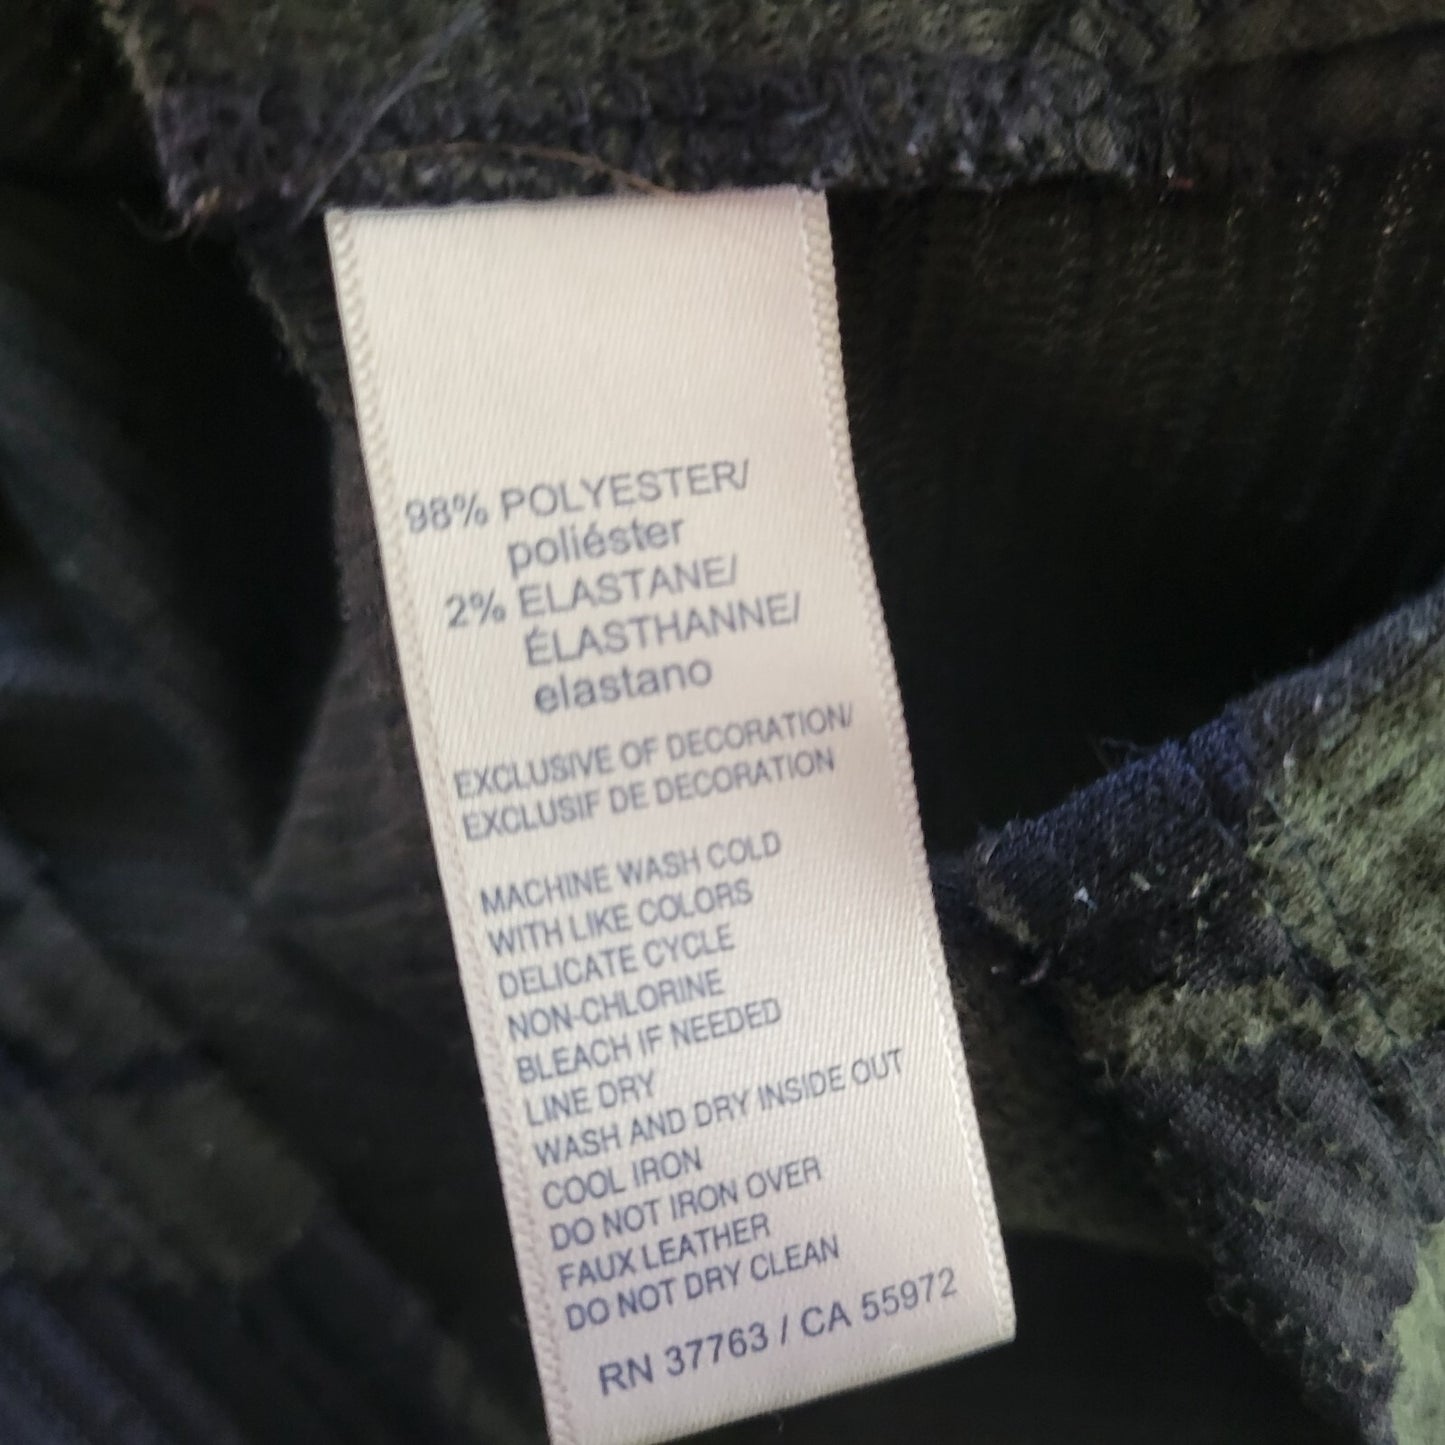 98% POLYESTER/
poliéster
2% ELASTANE/
ÉLASTHANNE/
elastano
EXCLUSIVE OF DECORATION/
EXCLUSIF DE DECORATION
MACHINE WASH COLD
WITH LIKE COLORS
DELICATE CYCLE
NON-CHLORINE
BLEACH IF NEEDED
LINE DRY
WASH AND DRY INSIDE OUT
COOL IRON
DO NOT IRON OVER
FAUX LEATHER
DO NOT DRY CLEAN
RN 37763 / CA 55972